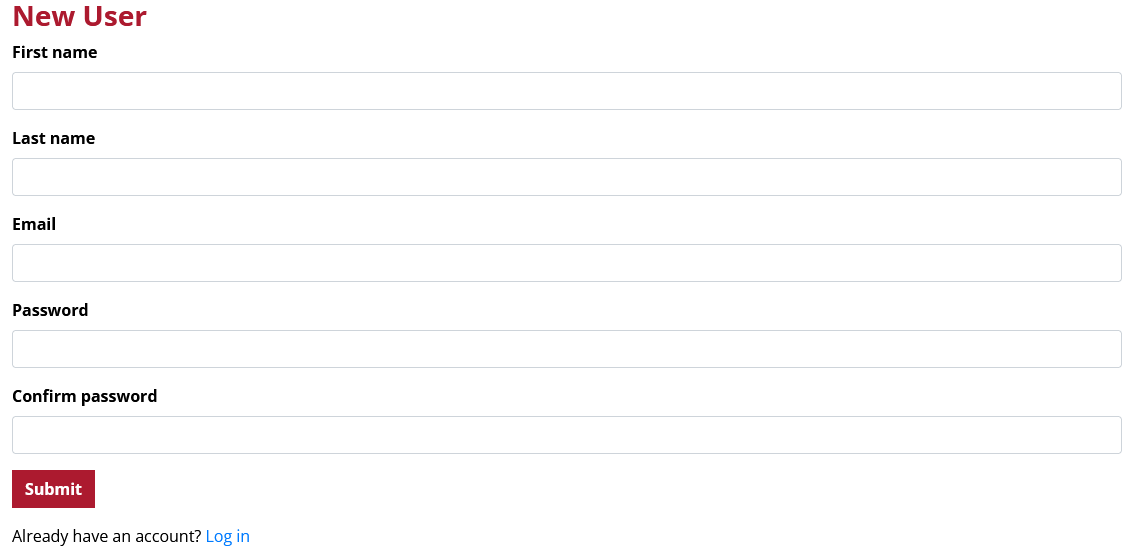 New User
First name
Last name
Email
Password
Confirm password
Submit
Already have an account? Log in